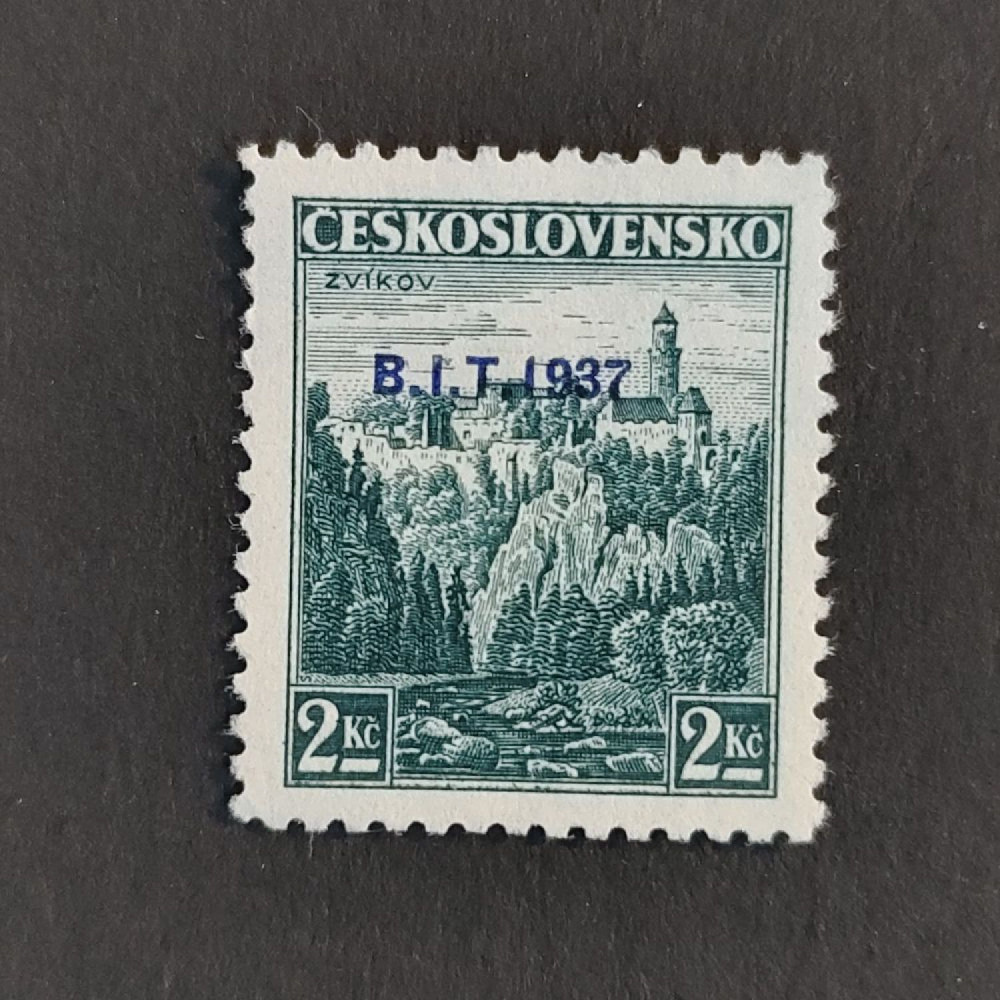 ČESKOSLOVENSKO
ZVÍKOV
B.I.T. 1937
2 Kč
2 Kč